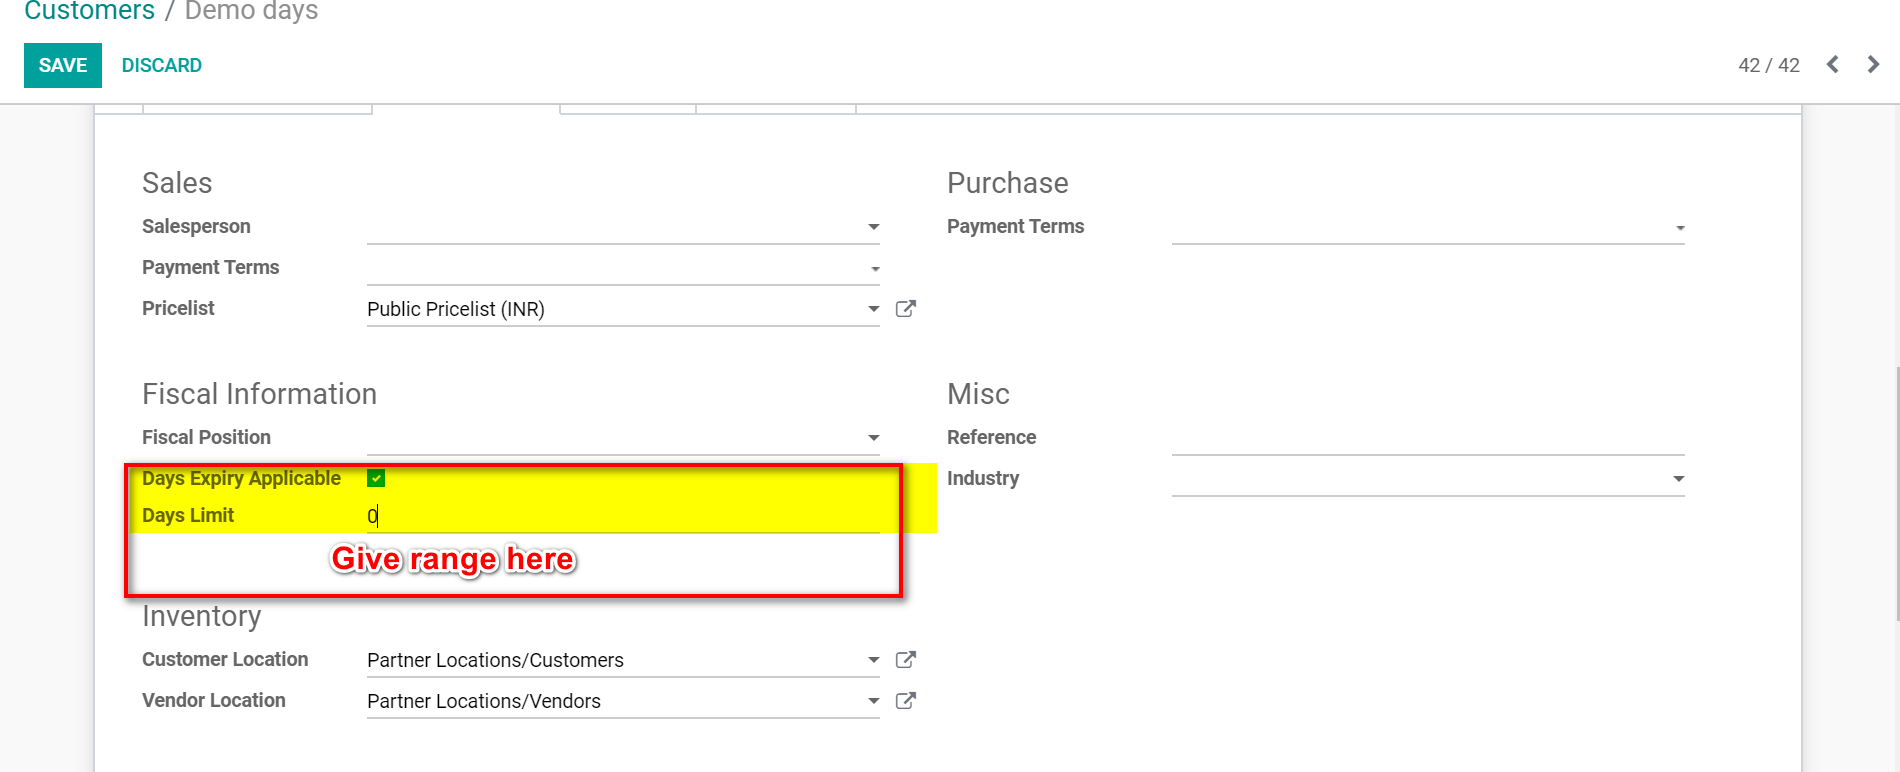 Customers / Demo days
SAVE DISCARD 42 / 42
Sales
Salesperson
Payment Terms
Pricelist Public Pricelist (INR)
Purchase
Payment Terms
Fiscal Information
Fiscal Position
Days Expiry Applicable
Days Limit 0
Give range here
Misc
Reference
Industry
Inventory
Customer Location Partner Locations/Customers
Vendor Location Partner Locations/Vendors